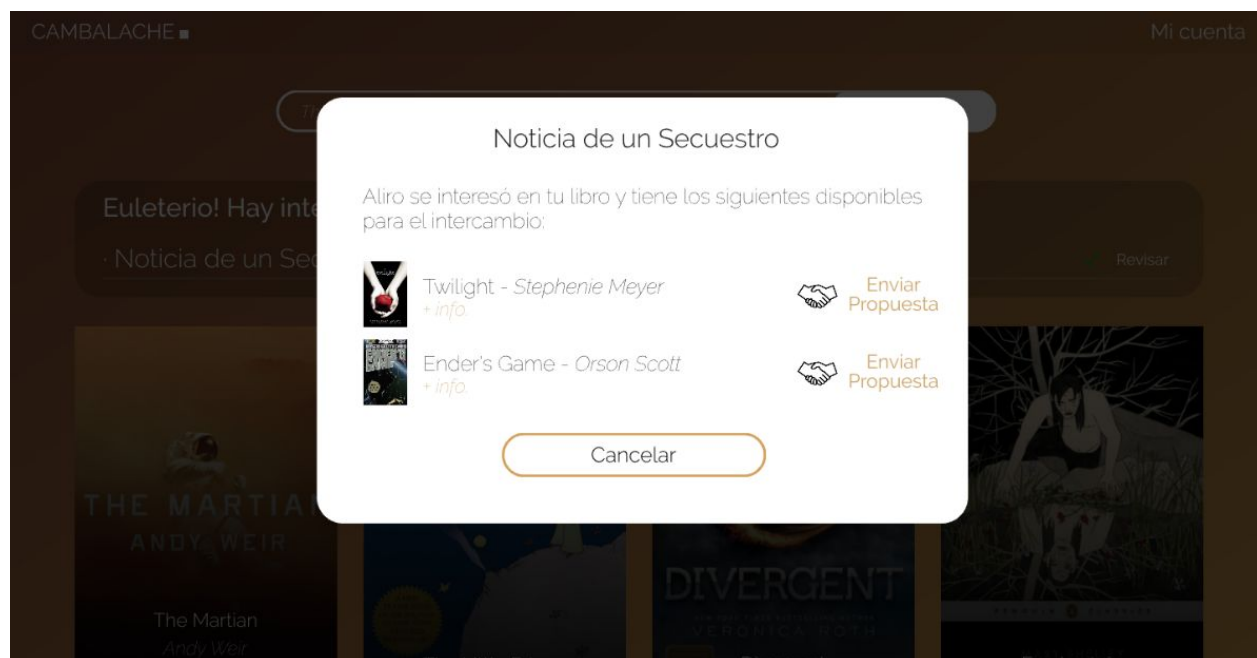 CAMBALACHE
Mi cuenta
Noticia de un Secuestro
Aliro se interesó en tu libro y tiene los siguientes disponibles
para el intercambio:
Euleterio! Hay
· Noticia de un
Revisar
Twilight - Stephenie Meyer
+ info.
Enviar
Propuesta
Ender's Game - Orson Scott
+ info.
Enviar
Propuesta
Cancelar
THE MARTIAN
ANDY WEIR
The Martian
Andy Weir
DIVERGENT
VERONICA ROTH